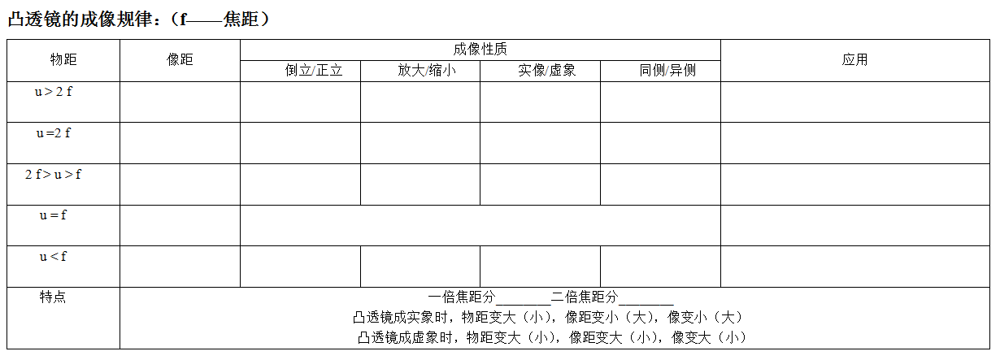 凸透镜的成像规律：（f——焦距）
物距 像距 成像性质 应用
倒立/正立 放大/缩小 实像/虚象 同侧/异侧
u > 2 f
u =2 f
2 f > u > f
u = f
u < f
特点 一倍焦距分________二倍焦距分________
凸透镜成实象时，物距变大（小），像距变小（大），像变小（大）
凸透镜成虚象时，物距变大（小），像距变大（小），像变大（小）